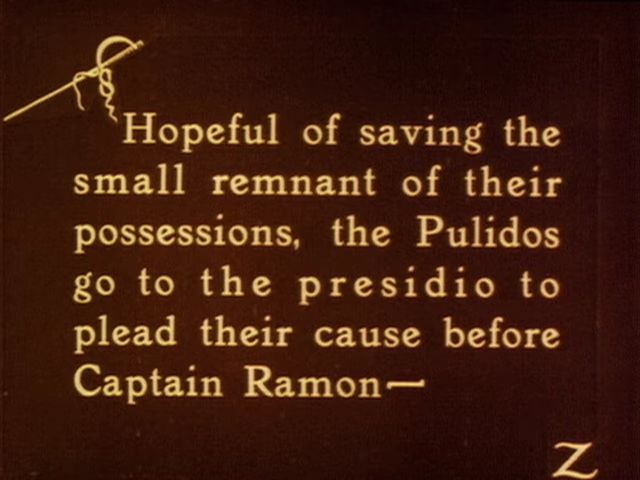 Hopeful of saving the
small remnant of their
possessions, the Pulidos
go to the presidio to
plead their cause before
Captain Ramon—
Z